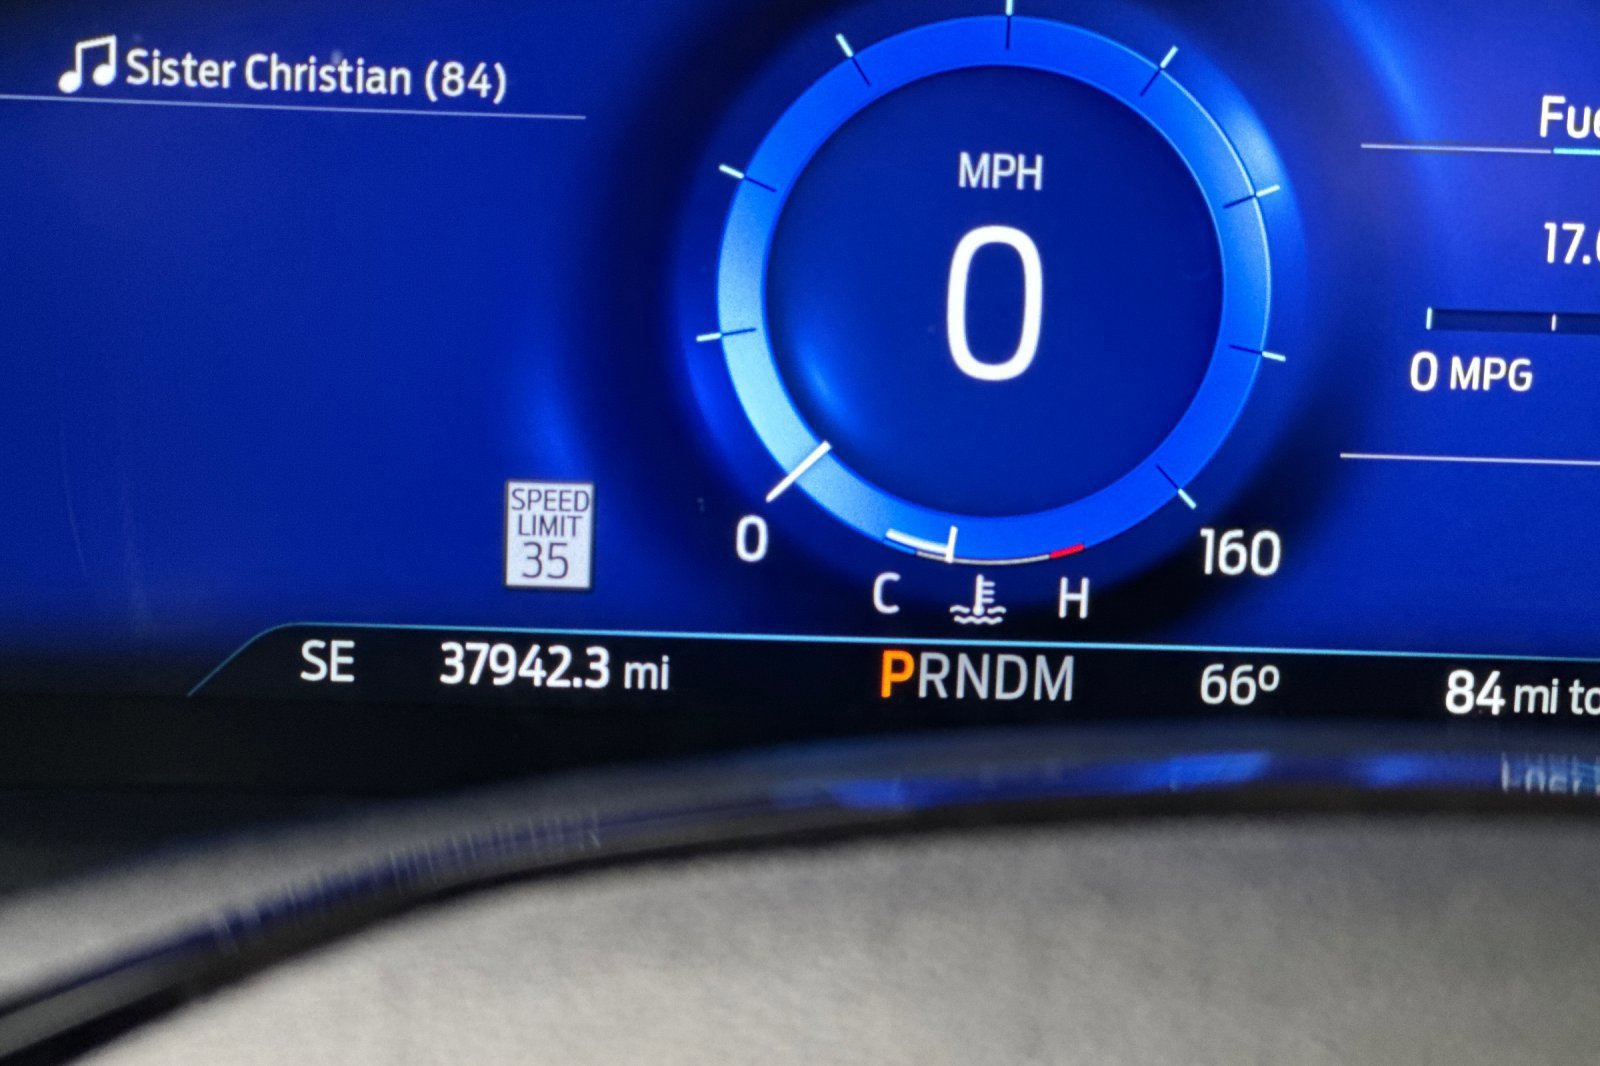 Sister Christian (84)
MPH
0
17.
0 MPG
SPEED
LIMIT
35
0
160
C
H
SE
37942.3 mi
PRNDM
66º
84 mi to